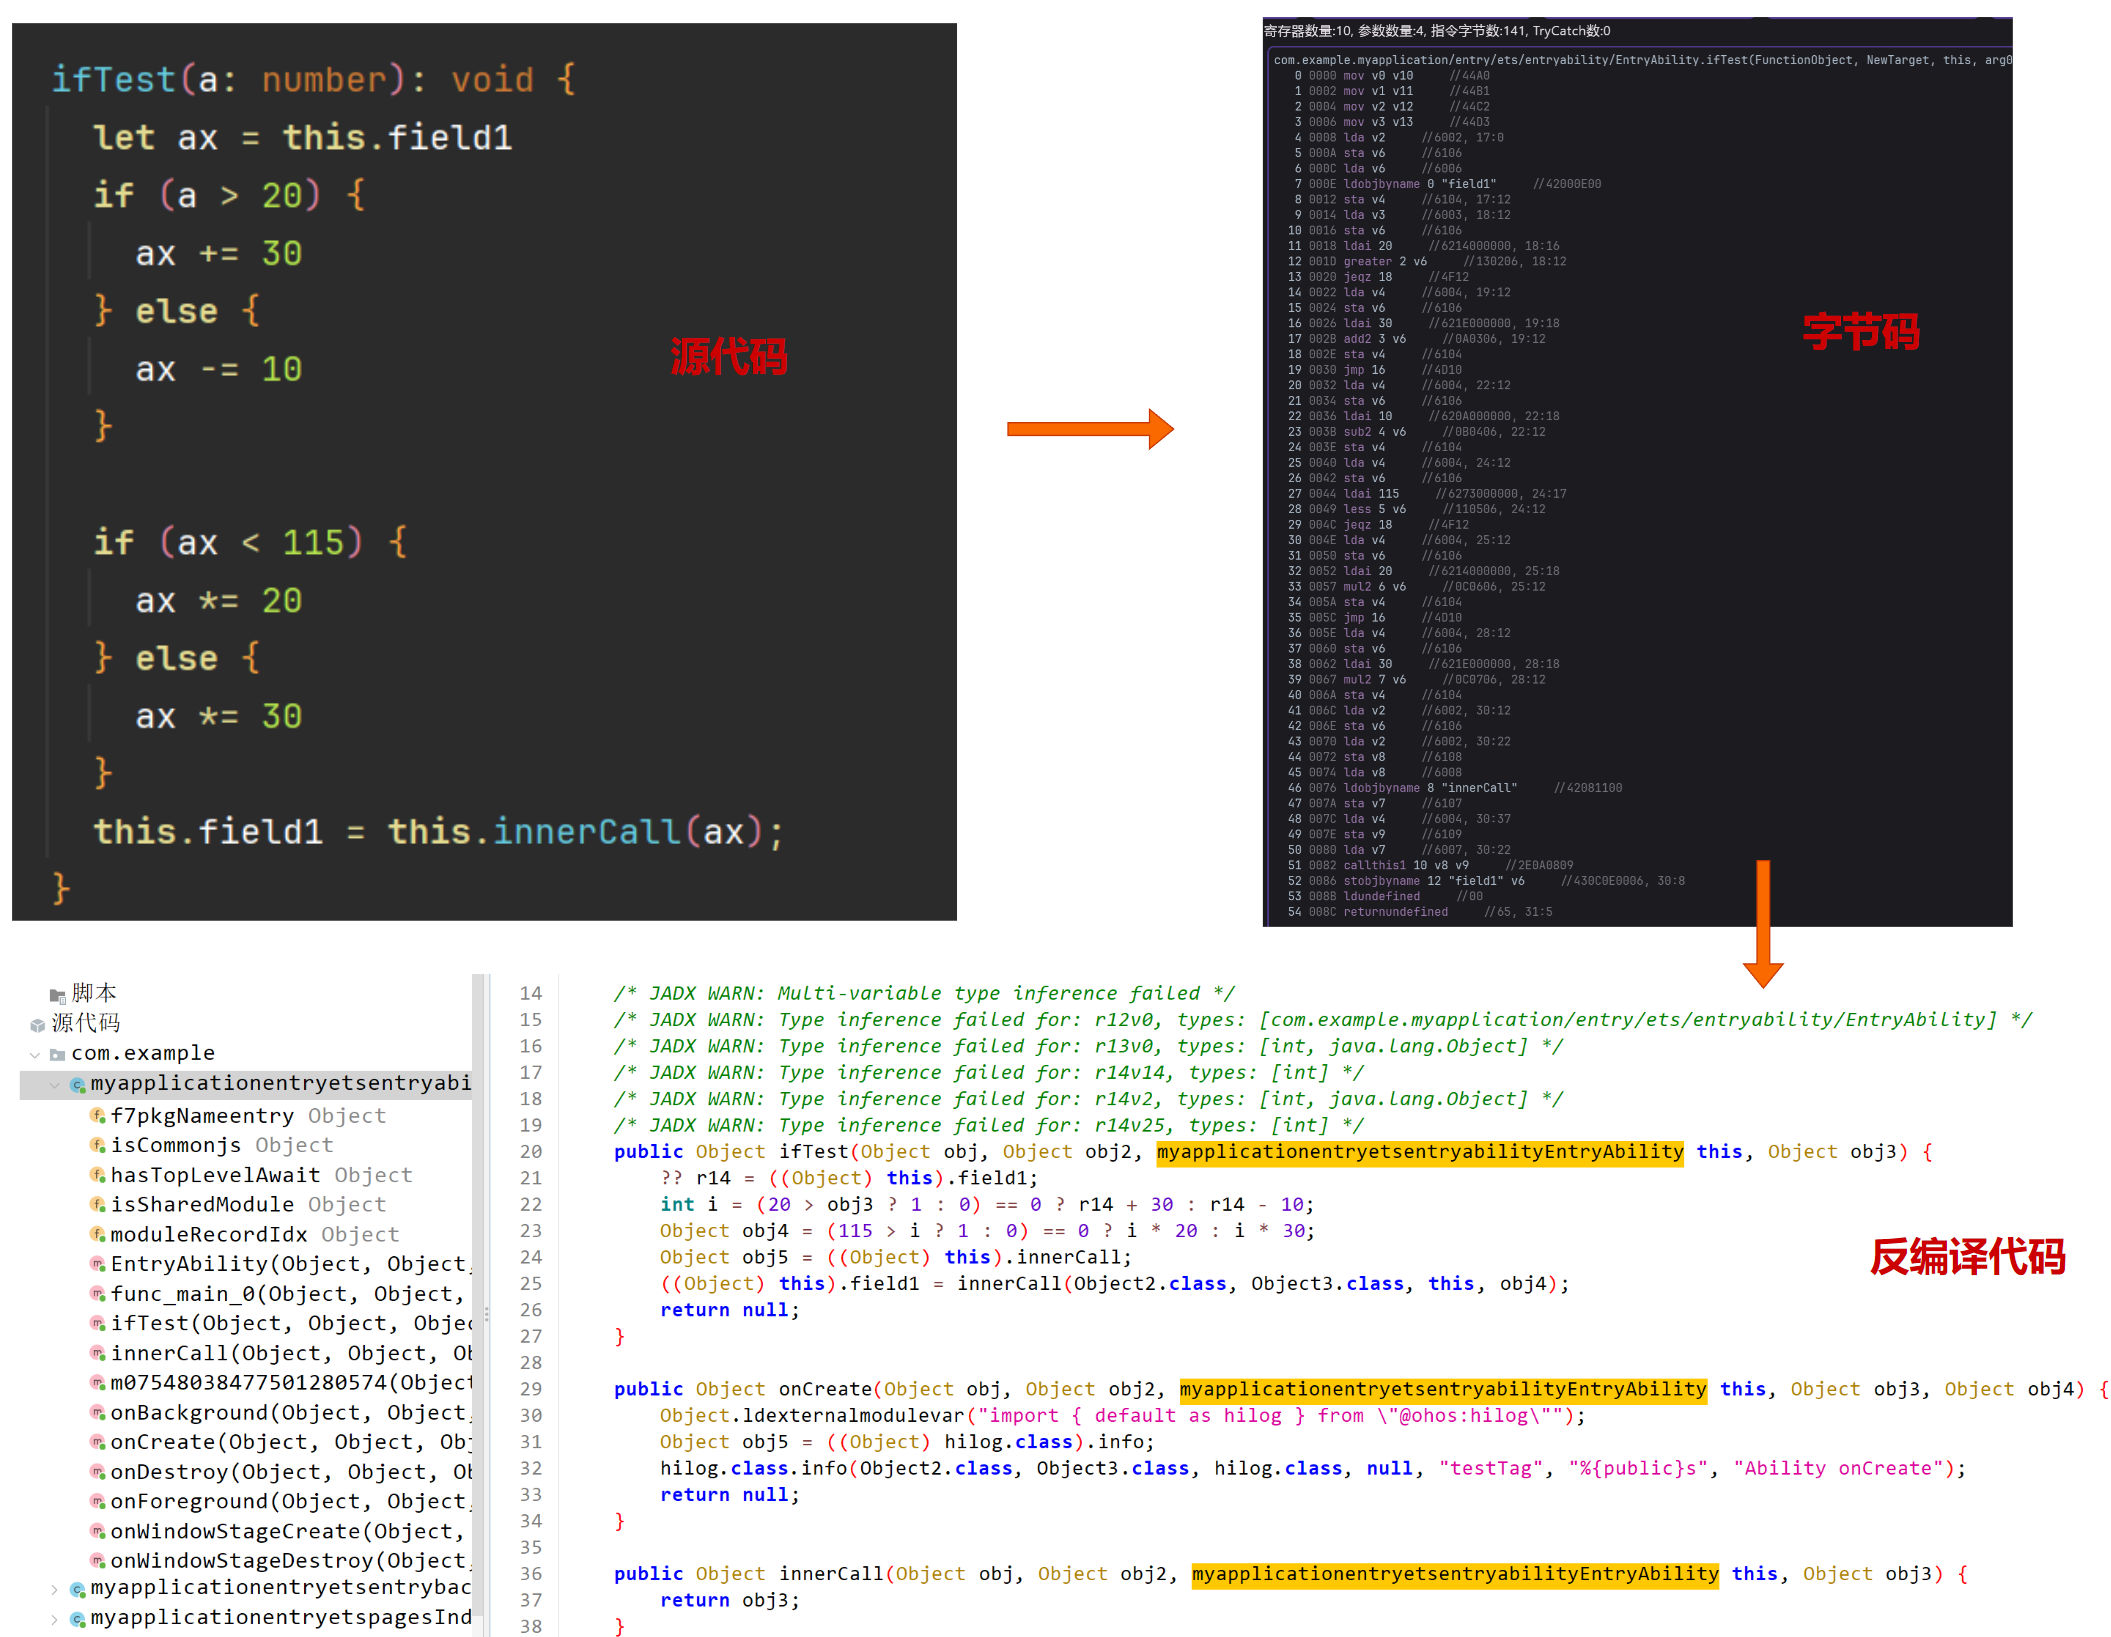 ifTest(a: number): void {
let ax = this.field1
if (a > 20) {
ax += 30
} else {
ax -= 10
}
if (ax < 115) {
ax *= 20
} else {
ax *= 30
}
this.field1 = this.innerCall(ax);
}
源代码
寄存器数量:10, 参数数量:4, 指令字节数:141, TryCatch数:0
com.example.myapplication/entry/ets/entryability/EntryAbility.ifTest(FunctionObject, NewTarget, this, arg0
0 0000 mov v0 v10 //44A0
1 0002 mov v1 v11 //44B1
2 0004 mov v2 v12 //44C2
3 0006 mov v3 v13 //44D3
4 0008 lda v2 //6002, 17:0
5 000A sta v6 //6106
6 000C lda v6 //6006
7 000E ldobjbyname 0 "field1" //42000E00
8 0012 sta v4 //6104, 17:12
9 0014 lda v3 //6003, 18:12
10 0016 sta v6 //6106
11 0018 ldai 20 //6214000000, 18:16
12 001D greater 2 v6 //130206, 18:12
13 0020 jeqz 18 //4F12
14 0022 lda v4 //6004, 19:12
15 0024 sta v6 //6106
16 0026 ldai 30 //621E000000, 19:18
17 002B add2 3 v6 //0A0306, 19:12
18 002E sta v4 //6104
19 0030 jmp 16 //4D10
20 0032 lda v4 //6004, 22:12
21 0034 sta v6 //6106
22 0036 ldai 10 //620A000000, 22:18
23 003B sub2 4 v6 //0B0406, 22:12
24 003E sta v4 //6104
25 0040 lda v4 //6004, 24:12
26 0042 sta v6 //6106
27 0044 ldai 115 //6273000000, 24:17
28 0049 less 5 v6 //110506, 24:12
29 004C jeqz 18 //4F12
30 004E lda v4 //6004, 25:12
31 0050 sta v6 //6106
32 0052 ldai 20 //6214000000, 25:18
33 0057 mul2 6 v6 //0C0606, 25:12
34 005A sta v4 //6104
35 005C jmp 16 //4D10
36 005E lda v4 //6004, 28:12
37 0060 sta v6 //6106
38 0062 ldai 30 //621E000000, 28:18
39 0067 mul2 7 v6 //0C0706, 28:12
40 006A sta v4 //6104
41 006C lda v2 //6002, 30:12
42 006E sta v6 //6106
43 0070 lda v2 //6002, 30:22
44 0072 sta v8 //6108
45 0074 lda v8 //6008
46 0076 ldobjbyname 8 "innerCall" //42081100
47 007A sta v7 //6107
48 007C lda v4 //6004, 30:37
49 007E sta v9 //6109
50 0080 lda v7 //6007, 30:22
51 0082 callthis1 10 v8 v9 //2E0A0809
52 0086 stobjbyname 12 "field1" v6 //430C0E0006, 30:8
53 008B ldundefined //00
54 008C returnundefined //65, 31:5
字节码
脚本
源代码
com.example
myapplicationentryetsentryabi
f7pkgNameentry Object
isCommonjs Object
hasTopLevelAwait Object
isSharedModule Object
moduleRecordIdx Object
EntryAbility(Object, Object,
func_main_0(Object, Object,
ifTest(Object, Object, Objec
innerCall(Object, Object, Ob
m07548038477501280574(Object
onBackground(Object, Object,
onCreate(Object, Object, Obj
onDestroy(Object, Object, Ob
onForeground(Object, Object,
onWindowStageCreate(Object,
onWindowStageDestroy(Object,
myapplicationentryetsentrybac
myapplicationentryetspagesInd
14 /* JADX WARN: Multi-variable type inference failed */
15 /* JADX WARN: Type inference failed for: r12v0, types: [com.example.myapplication/entry/ets/entryability/EntryAbility] */
16 /* JADX WARN: Type inference failed for: r13v0, types: [int, java.lang.Object] */
17 /* JADX WARN: Type inference failed for: r14v14, types: [int] */
18 /* JADX WARN: Type inference failed for: r14v2, types: [int, java.lang.Object] */
19 /* JADX WARN: Type inference failed for: r14v25, types: [int] */
20 public Object ifTest(Object obj, Object obj2, myapplicationentryetsentryabilityEntryAbility this, Object obj3) {
21 ?? r14 = ((Object) this).field1;
22 int i = (20 > obj3 ? 1 : 0) == 0 ? r14 + 30 : r14 - 10;
23 Object obj4 = (115 > i ? 1 : 0) == 0 ? i * 20 : i * 30;
24 Object obj5 = ((Object) this).innerCall;
25 ((Object) this).field1 = innerCall(Object2.class, Object3.class, this, obj4);
26 return null;
27 }
28
29 public Object onCreate(Object obj, Object obj2, myapplicationentryetsentryabilityEntryAbility this, Object obj3, Object obj4) {
30 Object.ldexternalmodulevar("import { default as hilog } from \"@ohos:hilog\"");
31 Object obj5 = ((Object) hilog.class).info;
32 hilog.class.info(Object2.class, Object3.class, hilog.class, null, "testTag", "%{public}s", "Ability onCreate");
33 return null;
34 }
35
36 public Object innerCall(Object obj, Object obj2, myapplicationentryetsentryabilityEntryAbility this, Object obj3) {
37 return obj3;
38 }
反编译代码